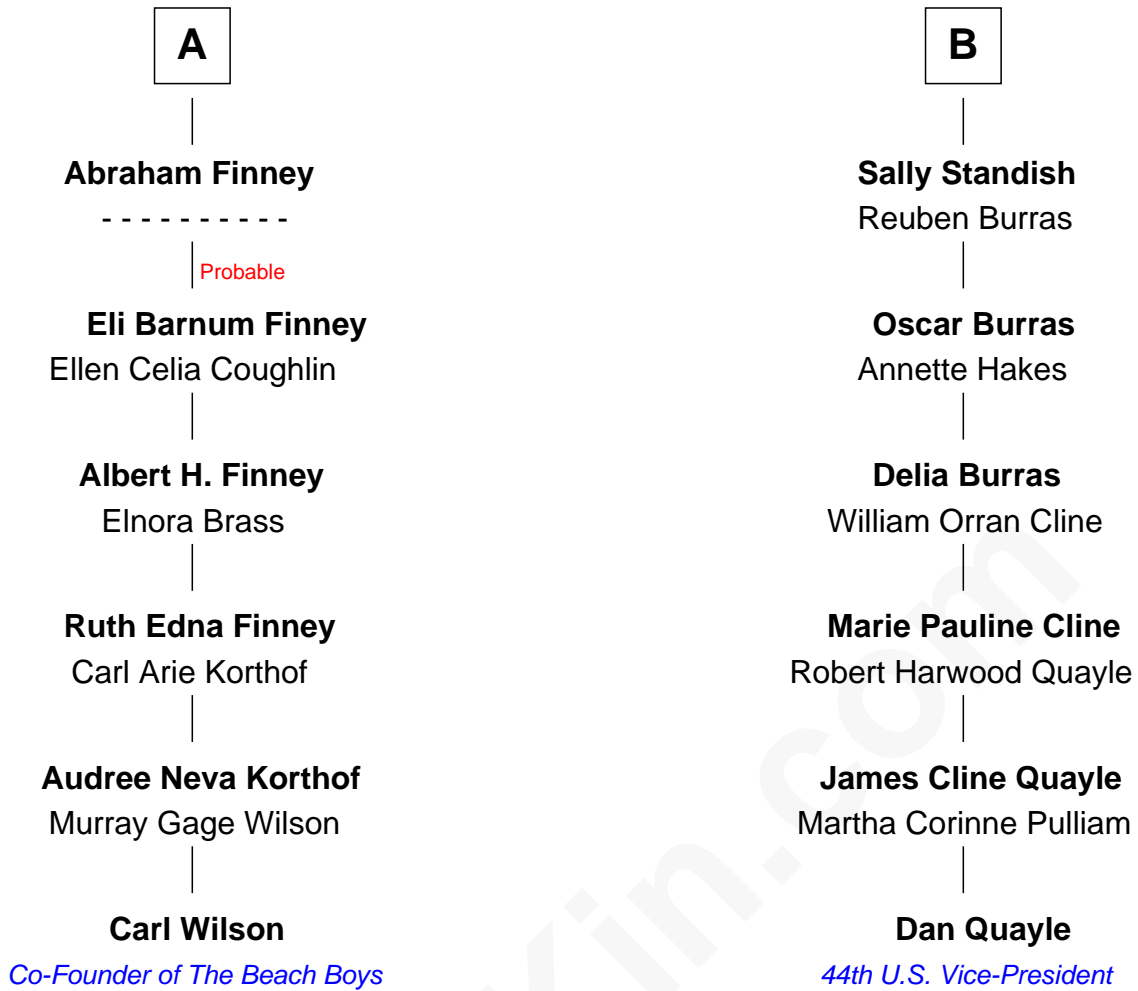 A
Abraham Finney
- - - - - - - - - -
Probable
Eli Barnum Finney
Ellen Celia Coughlin
Albert H. Finney
Elnora Brass
Ruth Edna Finney
Carl Arie Korthof
Audree Neva Korthof
Murray Gage Wilson
Carl Wilson
Co-Founder of The Beach Boys
B
Sally Standish
Reuben Burras
Oscar Burras
Annette Hakes
Delia Burras
William Orran Cline
Marie Pauline Cline
Robert Harwood Quayle
James Cline Quayle
Martha Corinne Pulliam
Dan Quayle
44th U.S. Vice-President
Kin.com